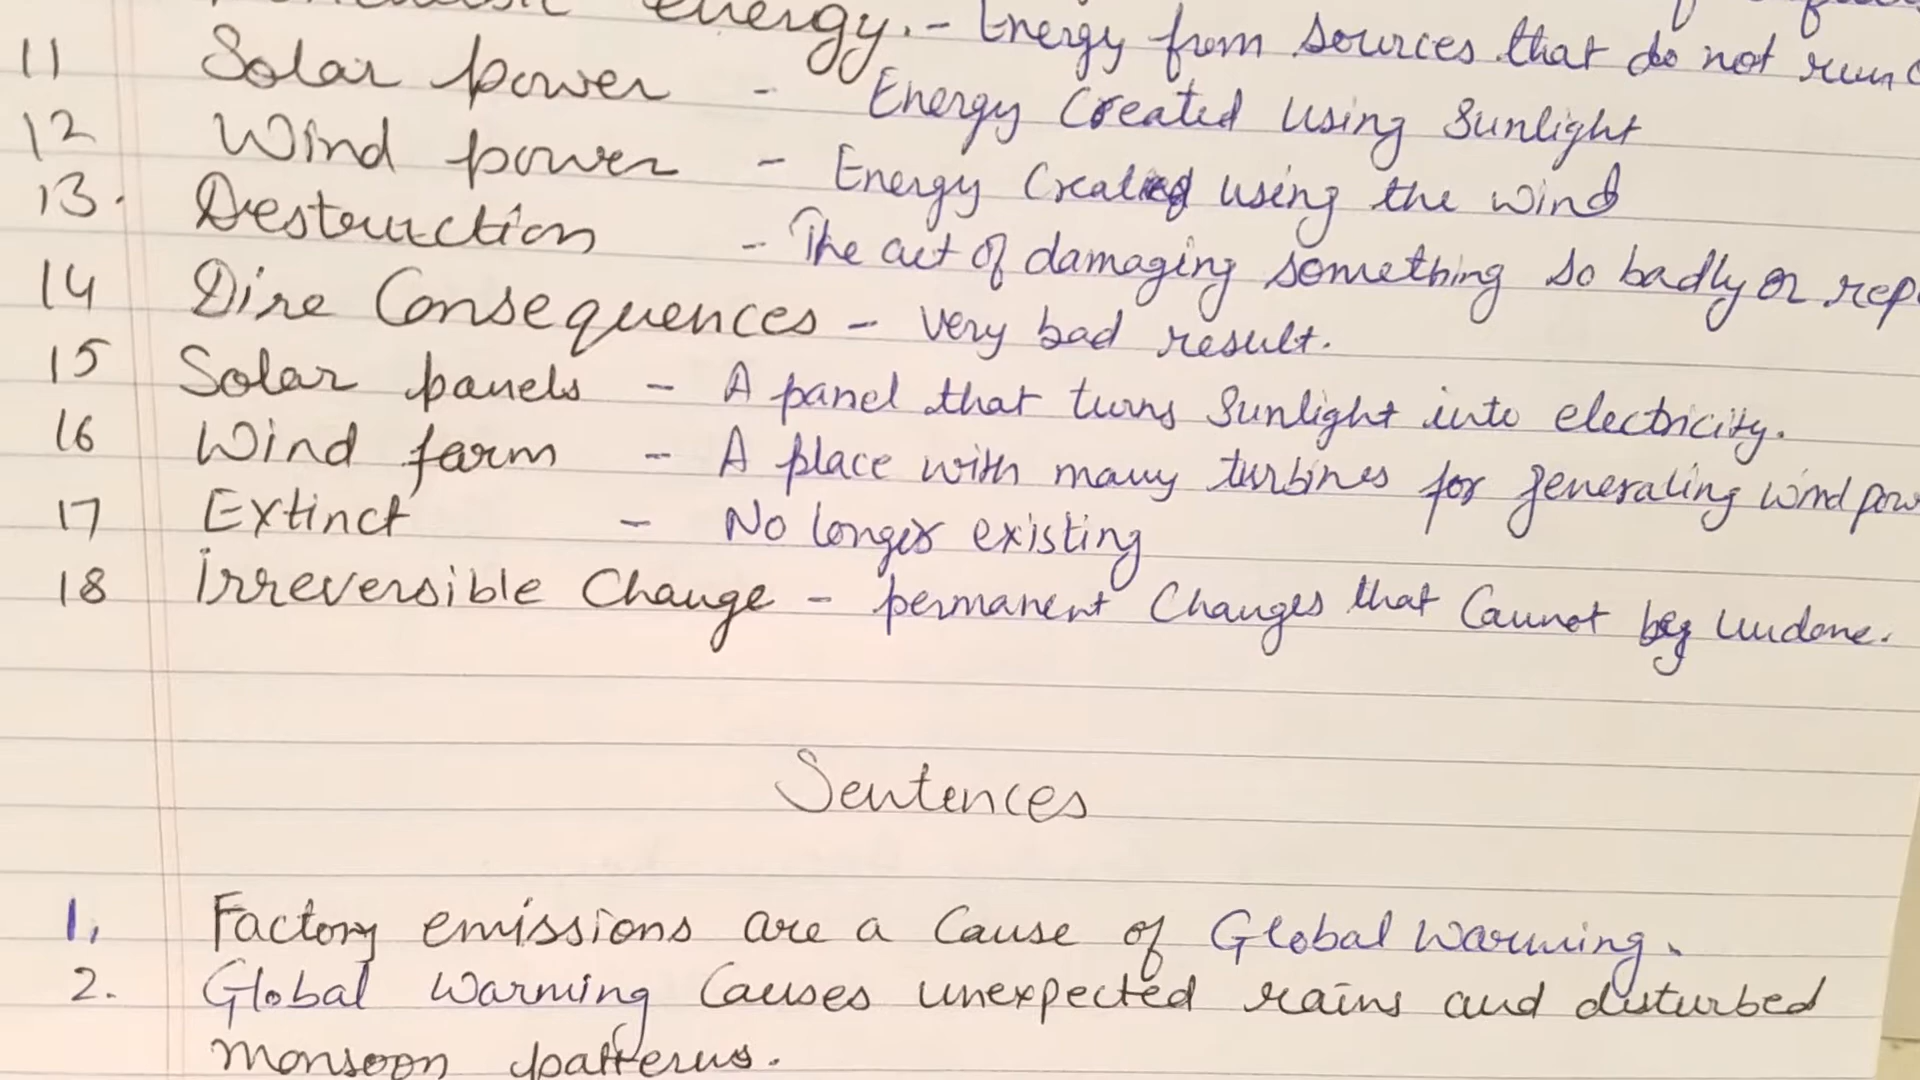 energy. - Energy from sources that do not run
11 Solar power - Energy Created Using Sunlight
12 Wind power - Energy Created using the wind
13. Destruction - The act of damaging something so badly or
14 Dire Consequences - very bad result.
15 Solar panels - A panel that turns Sunlight into electricity.
16 Wind farm - A place with many turbines for generating wind
17 Extinct - No longer existing
18 Irreversible Change - permanent Changes that Cannot be undone.
Sentences
1. Factory emissions are a Cause of Global Warming.
2. Global Warming Causes unexpected rains and disturbed
monsoon patterns.